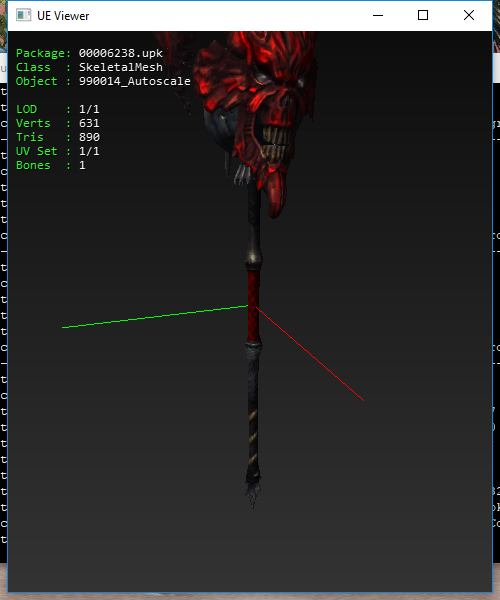 UE Viewer
Package: 00006238.upk
Class : SkeletalMesh
Object : 990014_Autoscale
LOD : 1/1
Verts : 631
Tris : 890
UV Set : 1/1
Bones : 1